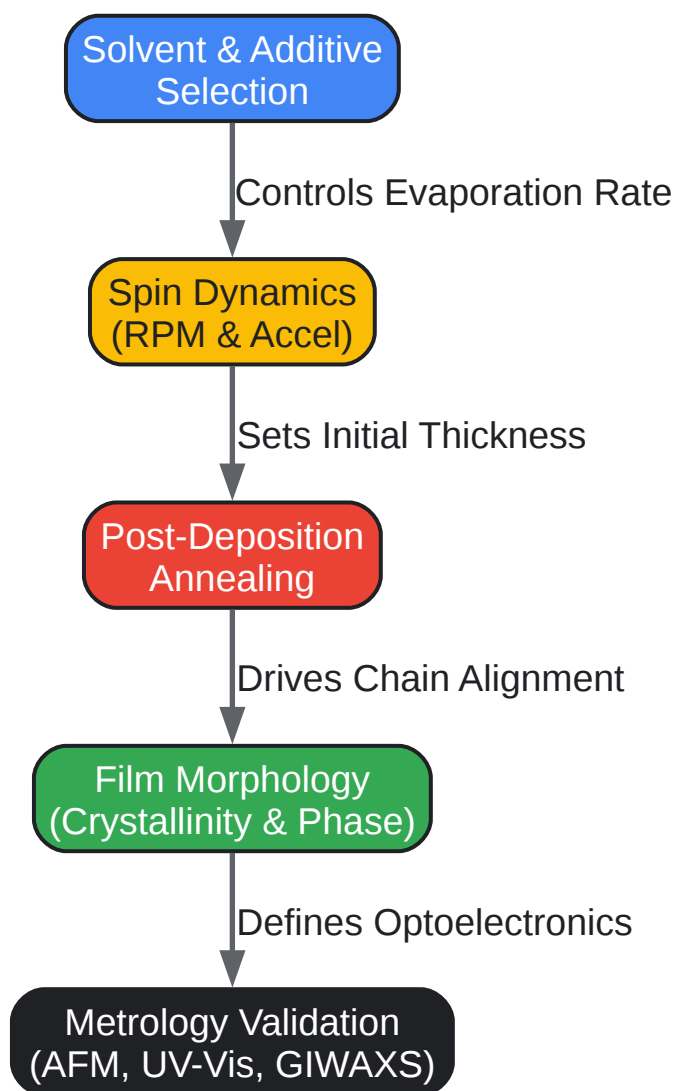 Solvent & Additive
Selection
Controls Evaporation Rate
Spin Dynamics
(RPM & Accel)
Sets Initial Thickness
Post-Deposition
Annealing
Drives Chain Alignment
Film Morphology
(Crystallinity & Phase)
Defines Optoelectronics
Metrology Validation
(AFM, UV-Vis, GIWAXS)